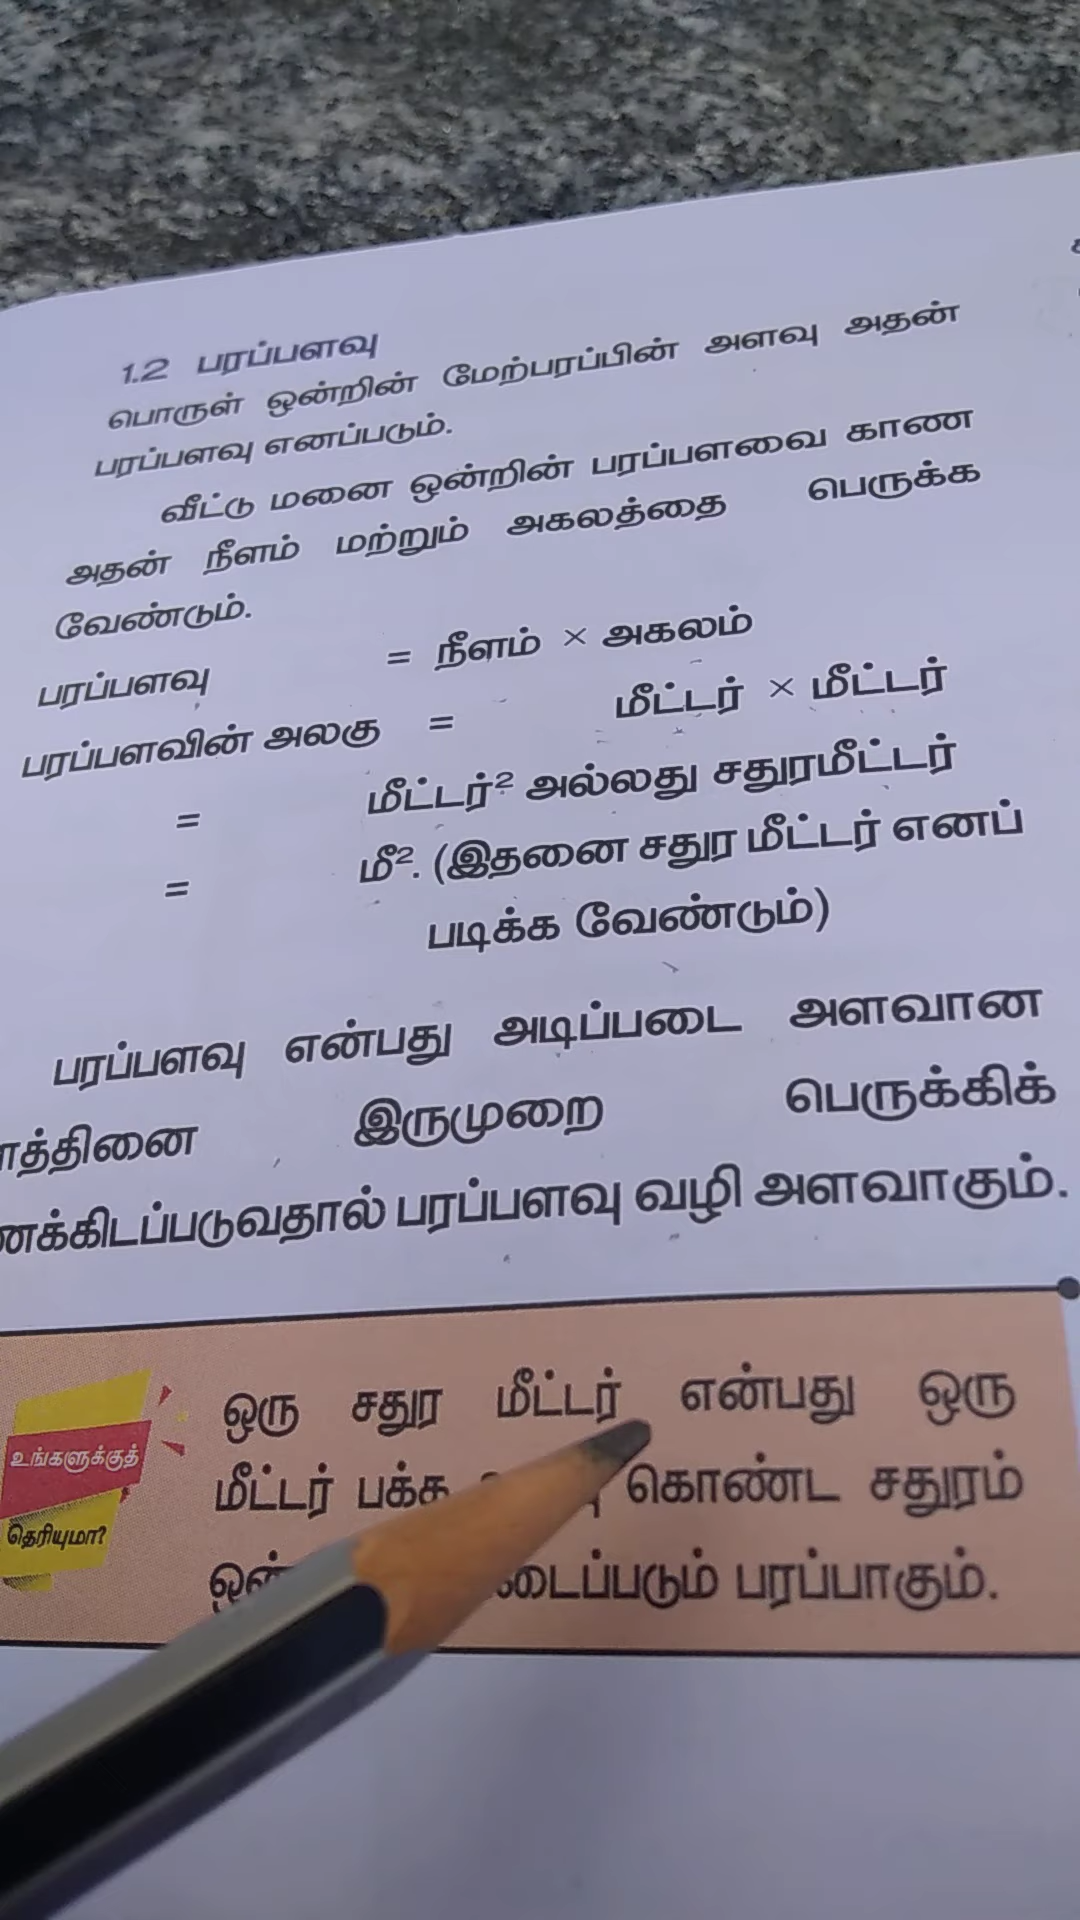 1.2 பரப்பளவு
பொருள் ஒன்றின் மேற்பரப்பின் அளவு அதன்
பரப்பளவு எனப்படும்.
வீட்டு மனை ஒன்றின் பரப்பளவை காண
அதன் நீளம் மற்றும் அகலத்தை பெருக்க
வேண்டும்.
பரப்பளவு = நீளம் × அகலம்
பரப்பளவின் அலகு = மீட்டர் × மீட்டர்
= மீட்டர்² அல்லது சதுரமீட்டர்
= மீ². (இதனை சதுர மீட்டர் எனப்
படிக்க வேண்டும்)
பரப்பளவு என்பது அடிப்படை அளவான
இருமுறை பெருக்கிக்
பரப்பளவு வழி அளவாகும்.
உங்களுக்குத்
தெரியுமா?
ஒரு சதுர மீட்டர் என்பது ஒரு
மீட்டர் பக்க கொண்ட சதுரம்
பரப்பாகும்.